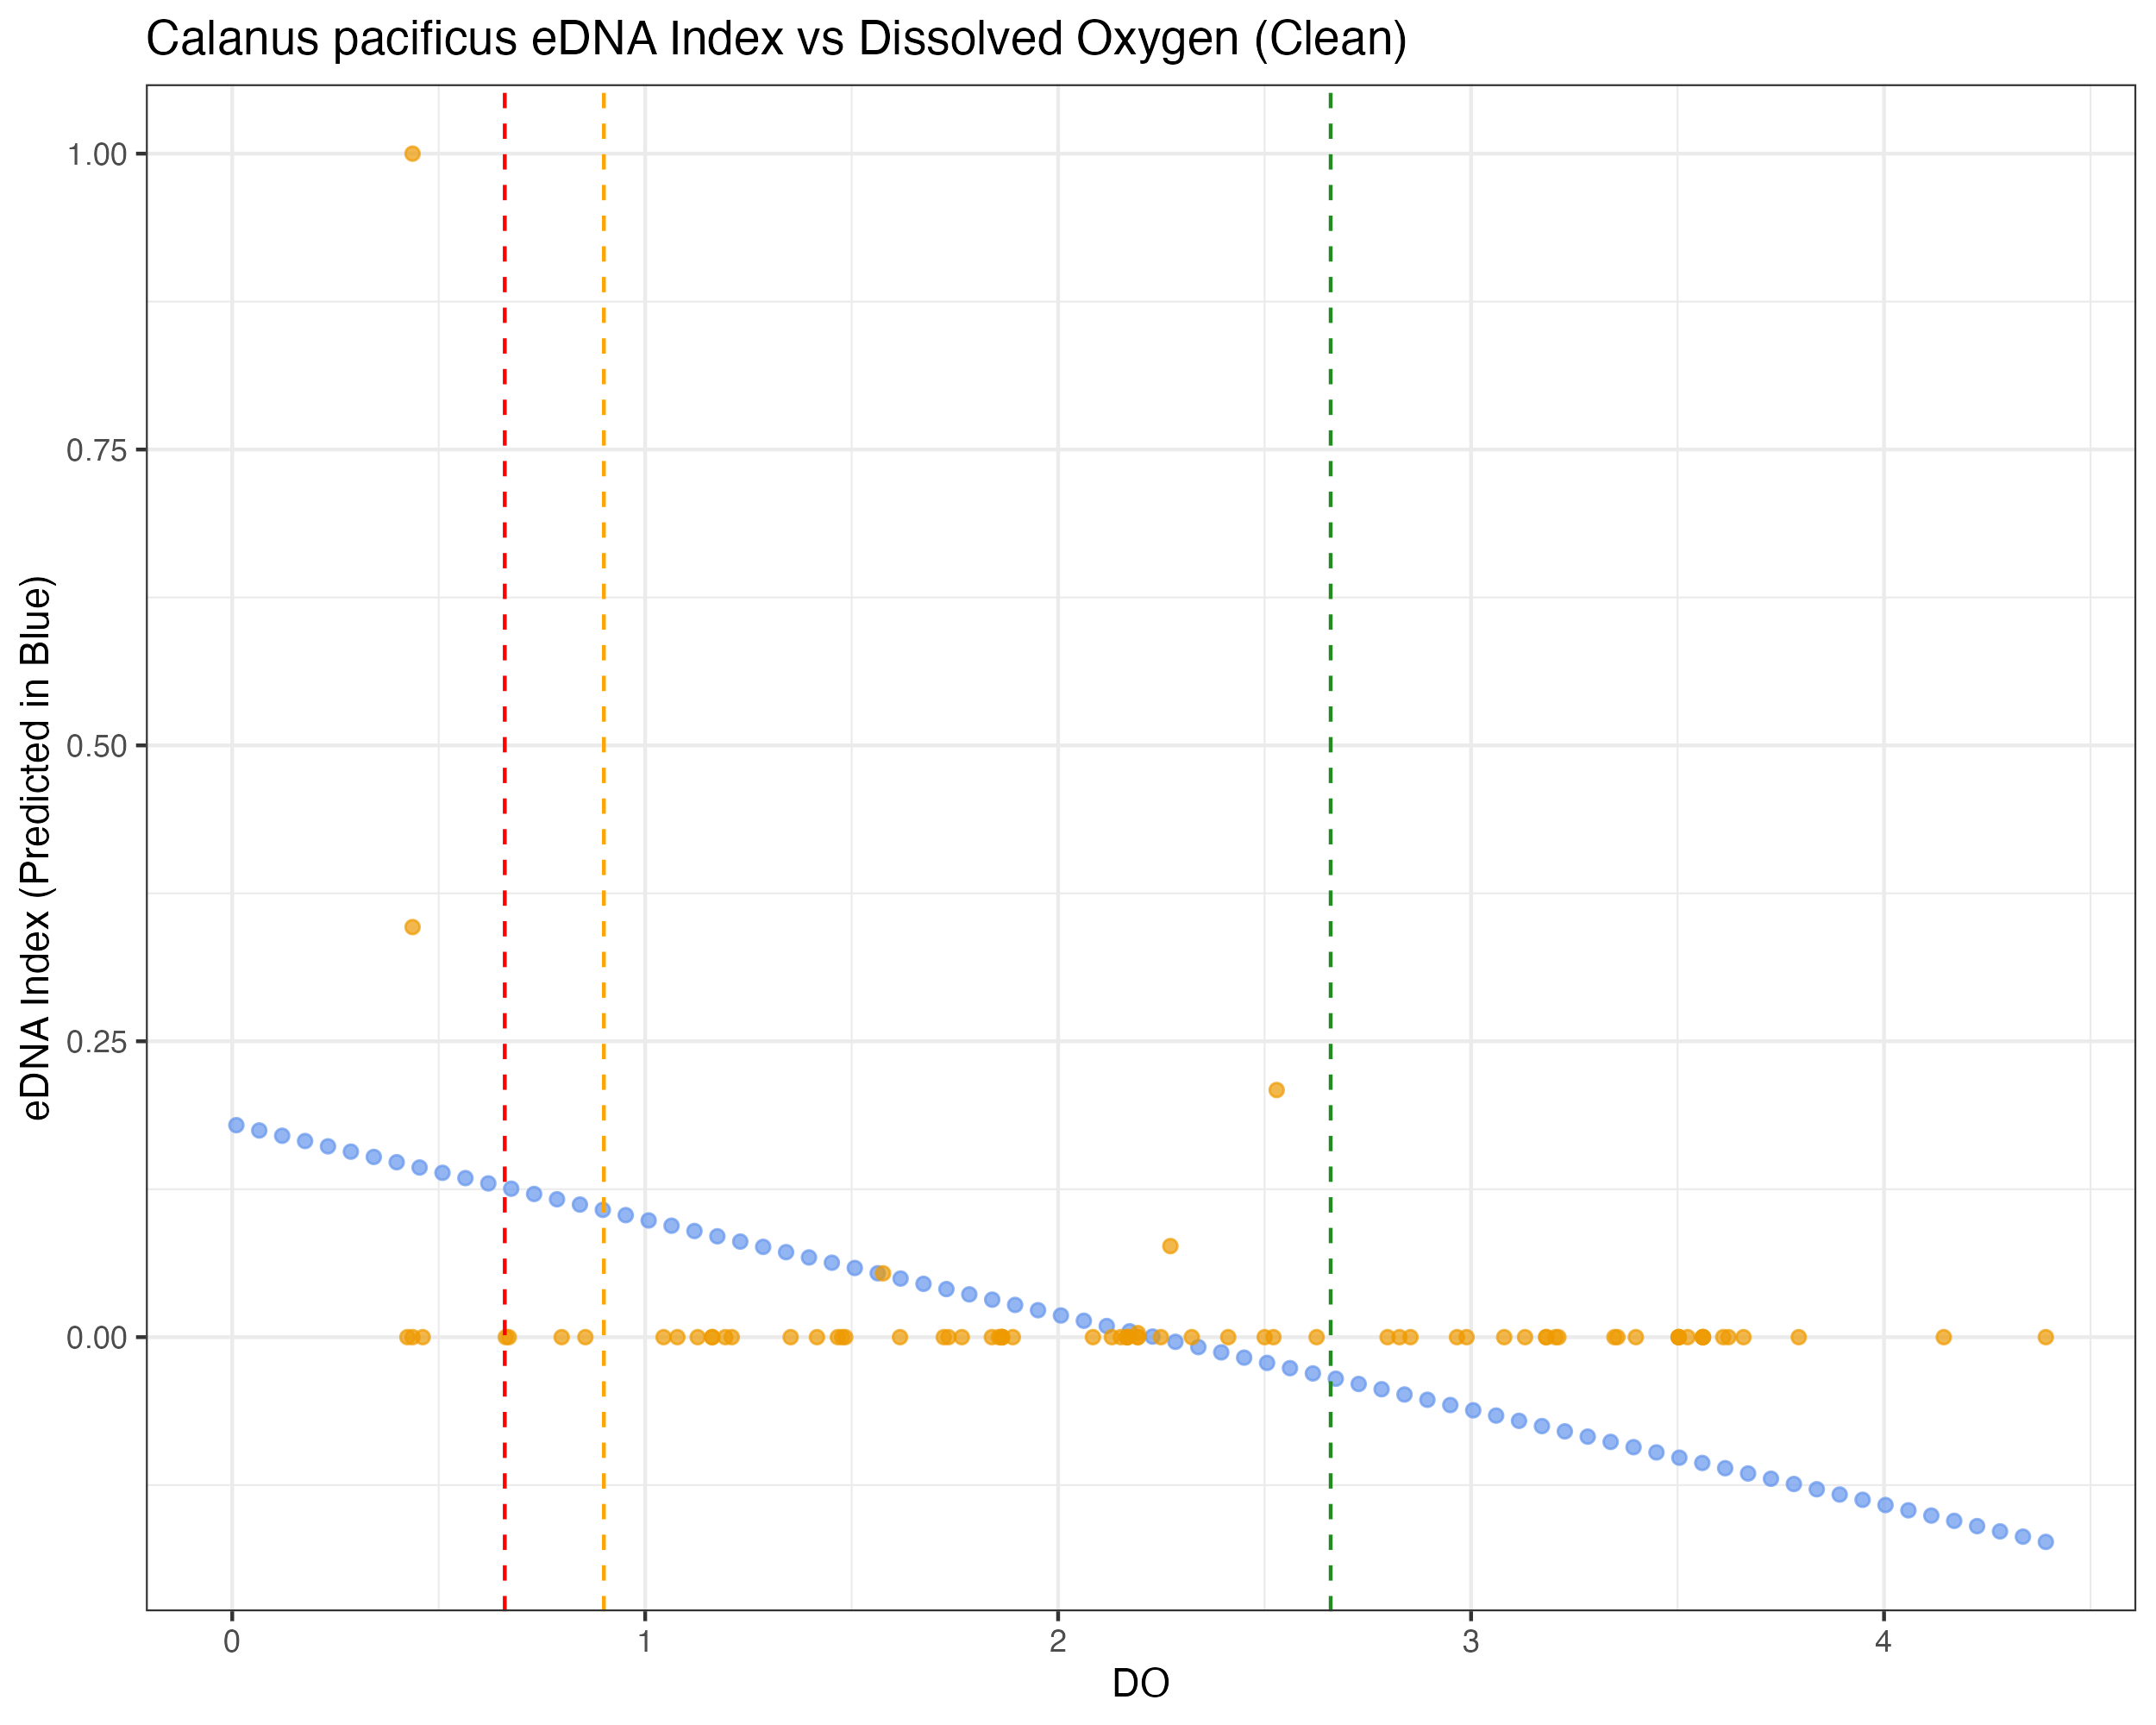 Calanus pacificus eDNA Index vs Dissolved Oxygen (Clean)
eDNA Index (Predicted in Blue)
1.00
0.75
0.50
0.25
0.00
0 1 2 3 4
DO